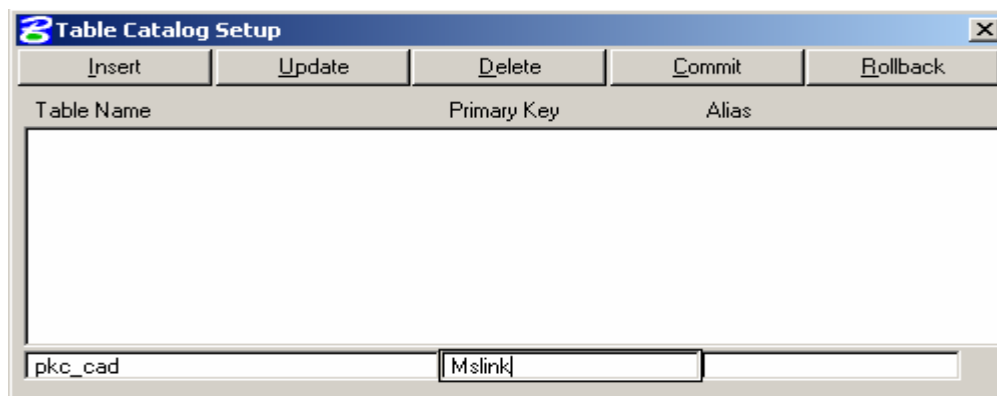 Table Catalog Setup
Insert Update Delete Commit Rollback
Table Name Primary Key Alias
pkc_cad Mslink